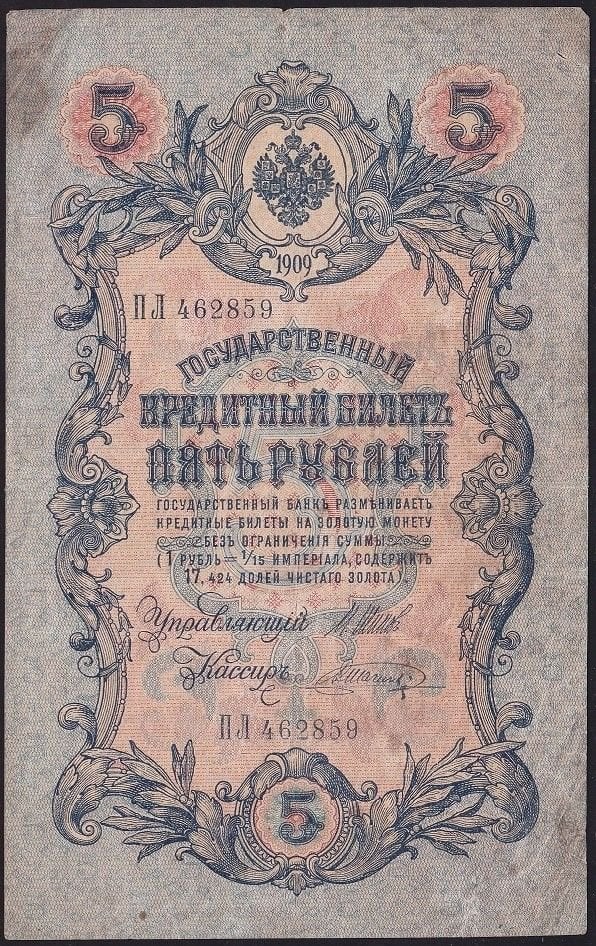 5 5
1909
ПЛ 462859
ГОСУДАРСТВЕННЫЙ
КРЕДИТНЫЙ БИЛЕТЪ
ПЯТЬ РУБЛЕЙ
ГОСУДАРСТВЕННЫЙ БАНКЪ РАЗМѢНИВАЕТЪ
КРЕДИТНЫЕ БИЛЕТЫ НА ЗОЛОТУЮ МОНЕТУ
БЕЗЪ ОГРАНИЧЕНІЯ СУММЫ
(1 РУБЛЬ = 1/15 ИМПЕРІАЛА, СОДЕРЖИТЪ
17,424 ДОЛЕЙ ЧИСТАГО ЗОЛОТА).
Управляющій И. Шипов
Кассиръ
ПЛ 462859
5